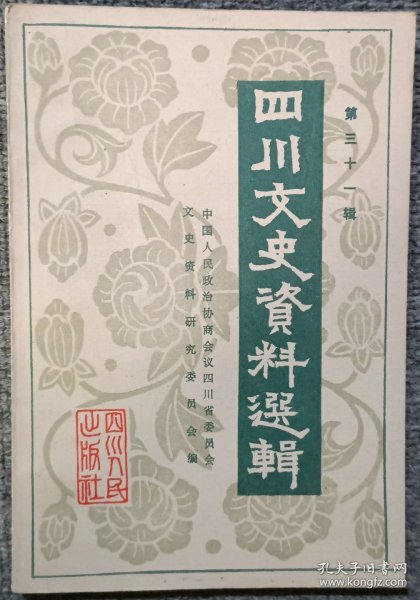 第三十一辑
四川文史資料選輯
中国人民政治协商会议四川省委员会
文史资料研究委员会编
四川人民
出版社
孔夫子旧书网
www.kongfz.com